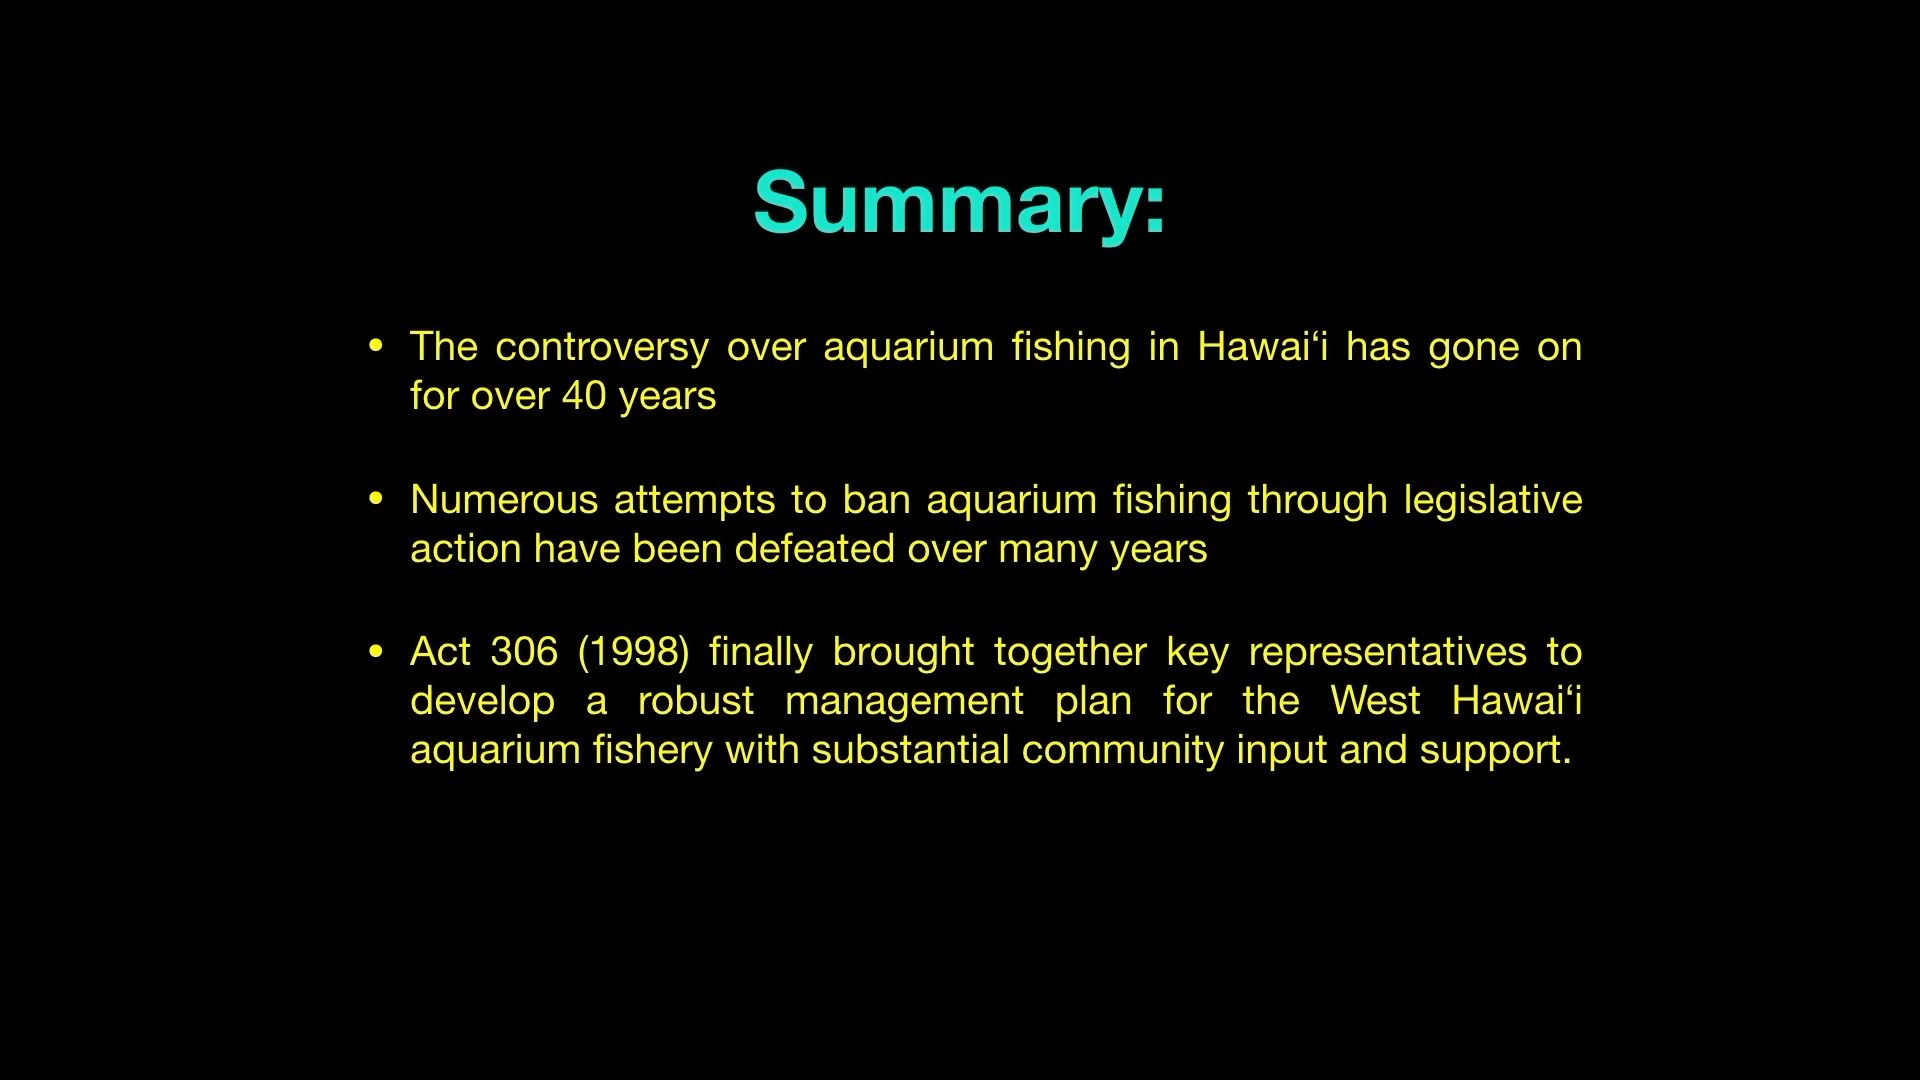 Summary:
• The controversy over aquarium fishing in Hawai‘i has gone on
for over 40 years
• Numerous attempts to ban aquarium fishing through legislative
action have been defeated over many years
• Act 306 (1998) finally brought together key representatives to
develop a robust management plan for the West Hawai‘i
aquarium fishery with substantial community input and support.